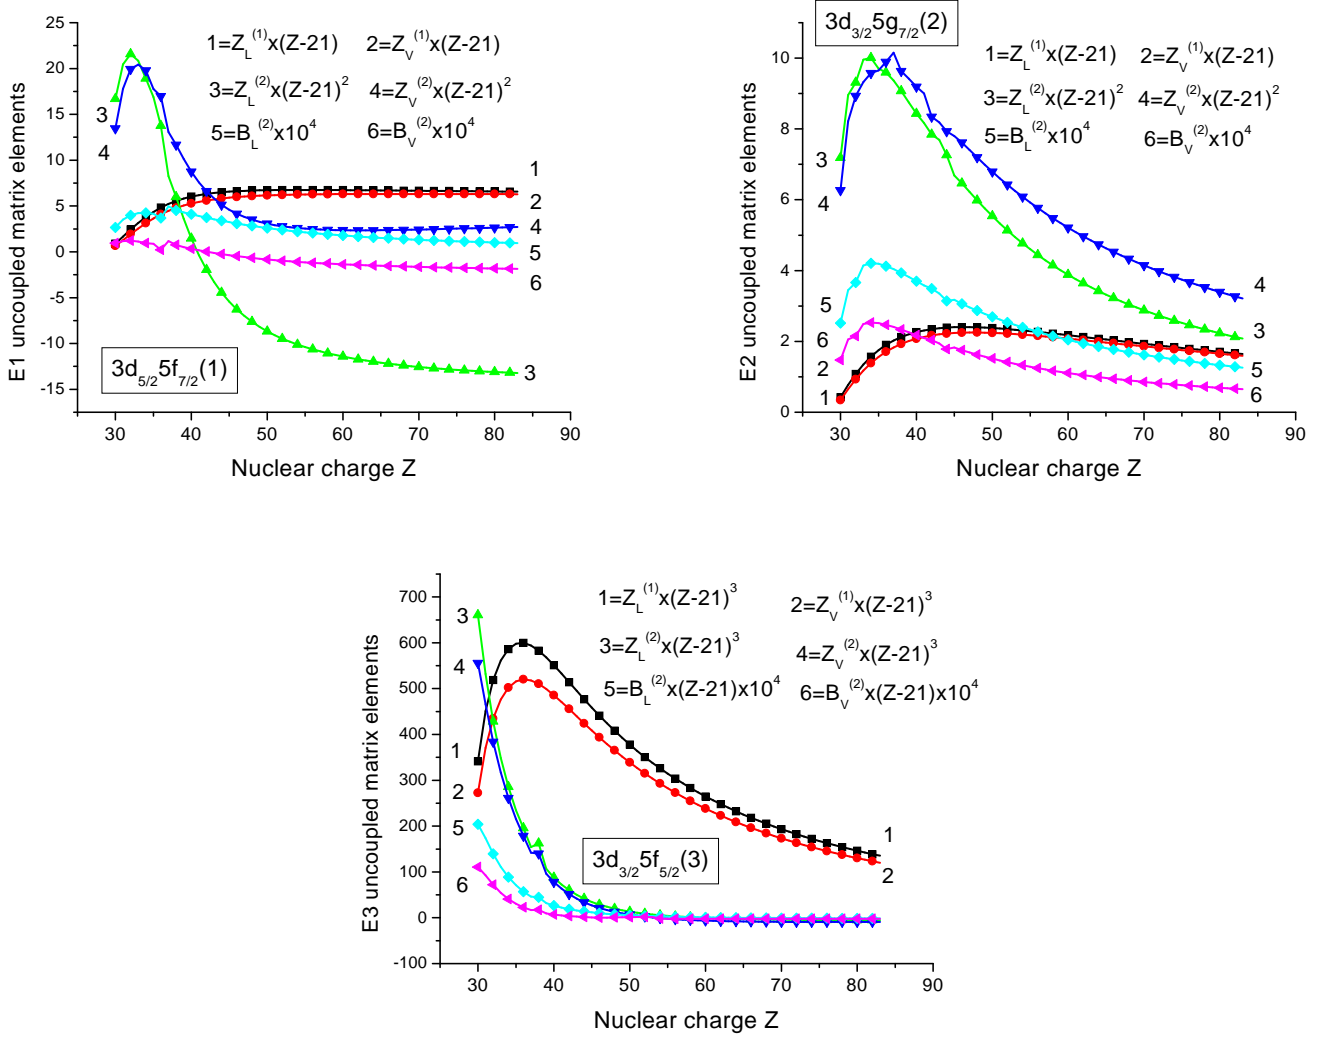 E1 uncoupled matrix elements
25
20
15
10
5
0
-5
-10
-15
1=Z_L^(1)x(Z-21) 2=Z_V^(1)x(Z-21)
3=Z_L^(2)x(Z-21)^2 4=Z_V^(2)x(Z-21)^2
5=B_L^(2)x10^4 6=B_V^(2)x10^4
3
4
1
2
4
5
6
3
3d_5/2 5f_7/2(1)
30 40 50 60 70 80 90
Nuclear charge Z
E2 uncoupled matrix elements
10
8
6
4
2
0
3d_3/2 5g_7/2(2)
1=Z_L^(1)x(Z-21) 2=Z_V^(1)x(Z-21)
3=Z_L^(2)x(Z-21)^2 4=Z_V^(2)x(Z-21)^2
5=B_L^(2)x10^4 6=B_V^(2)x10^4
3
4
5
6
2
1
4
3
5
6
30 40 50 60 70 80 90
Nuclear charge Z
E3 uncoupled matrix elements
700
600
500
400
300
200
100
0
-100
1=Z_L^(1)x(Z-21)^3 2=Z_V^(1)x(Z-21)^3
3=Z_L^(2)x(Z-21)^3 4=Z_V^(2)x(Z-21)^3
5=B_L^(2)x(Z-21)x10^4 6=B_V^(2)x(Z-21)x10^4
3
4
1
2
5
6
1
2
3d_3/2 5f_5/2(3)
30 40 50 60 70 80 90
Nuclear charge Z